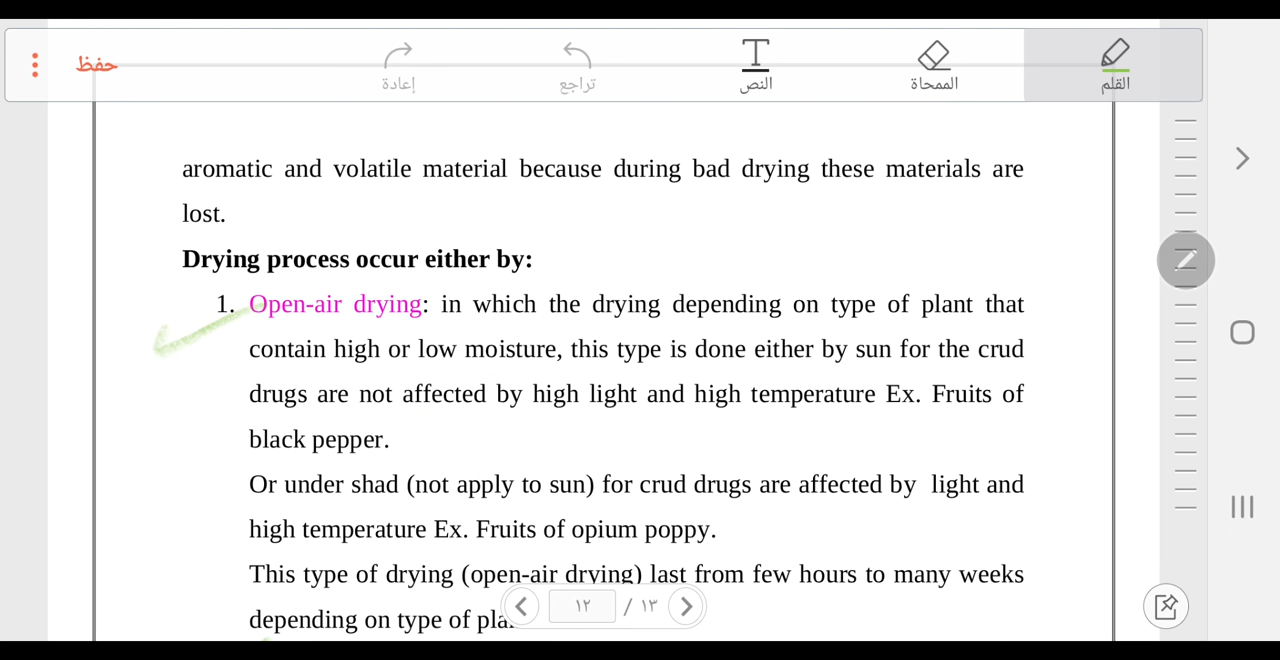 حفظ
إعادة
تراجع
النص
الممحاة
القلم
aromatic and volatile material because during bad drying these materials are
lost.
Drying process occur either by:
1. Open-air drying: in which the drying depending on type of plant that
contain high or low moisture, this type is done either by sun for the crud
drugs are not affected by high light and high temperature Ex. Fruits of
black pepper.
Or under shad (not apply to sun) for crud drugs are affected by light and
high temperature Ex. Fruits of opium poppy.
This type of drying (open-air drying) last from few hours to many weeks
depending on type of
١٢ / ١٣